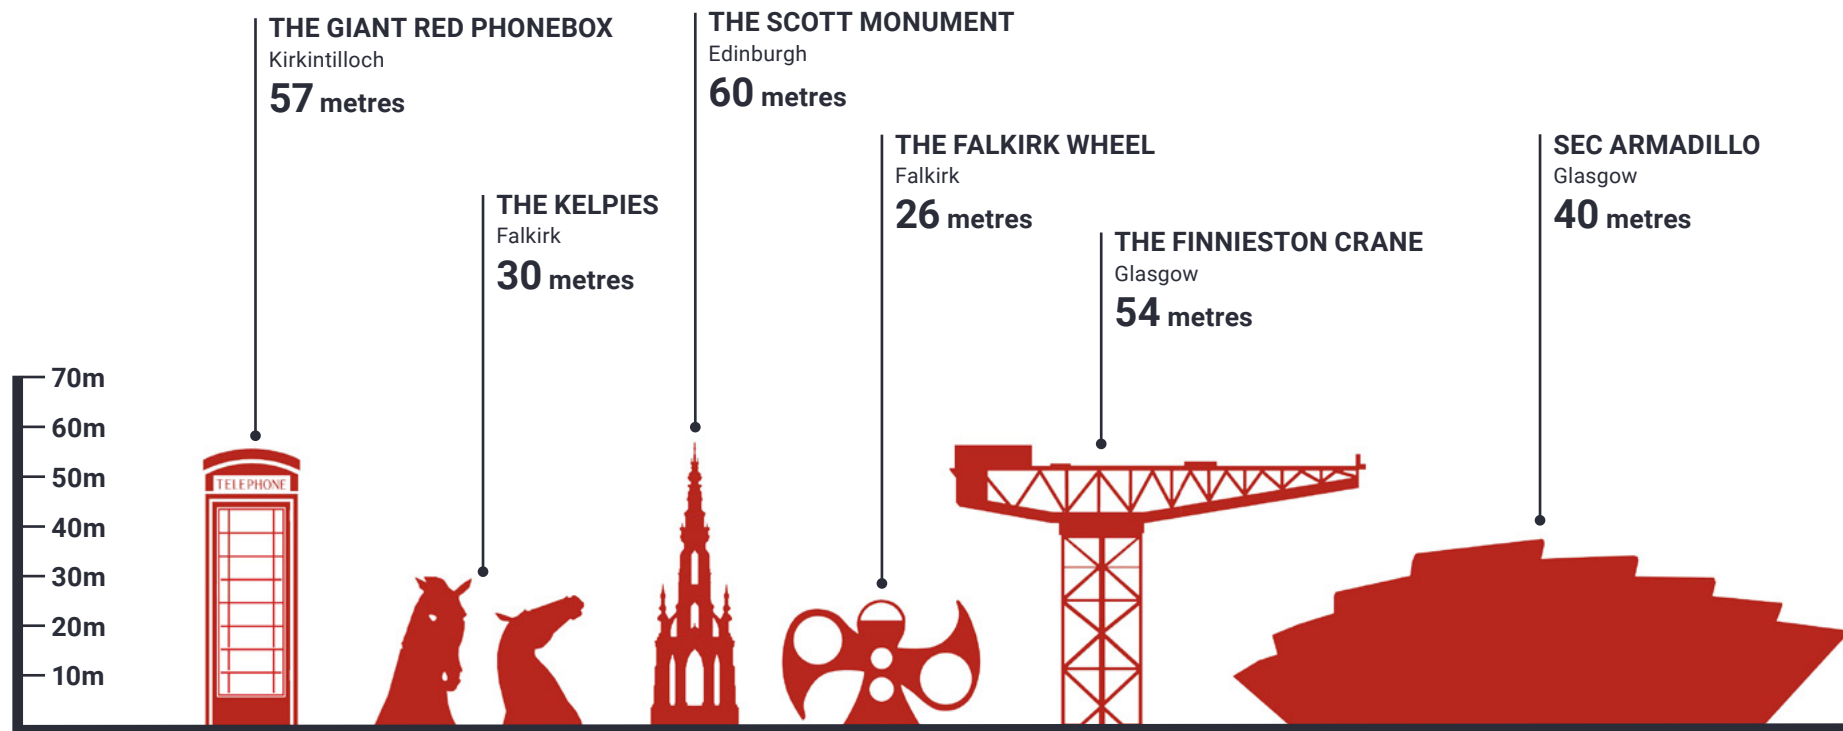 THE GIANT RED PHONEBOX
Kirkintilloch
57 metres
THE KELPIES
Falkirk
30 metres
THE SCOTT MONUMENT
Edinburgh
60 metres
THE FALKIRK WHEEL
Falkirk
26 metres
THE FINNIESTON CRANE
Glasgow
54 metres
SEC ARMADILLO
Glasgow
40 metres
70m
60m
50m
40m
30m
20m
10m
TELEPHONE